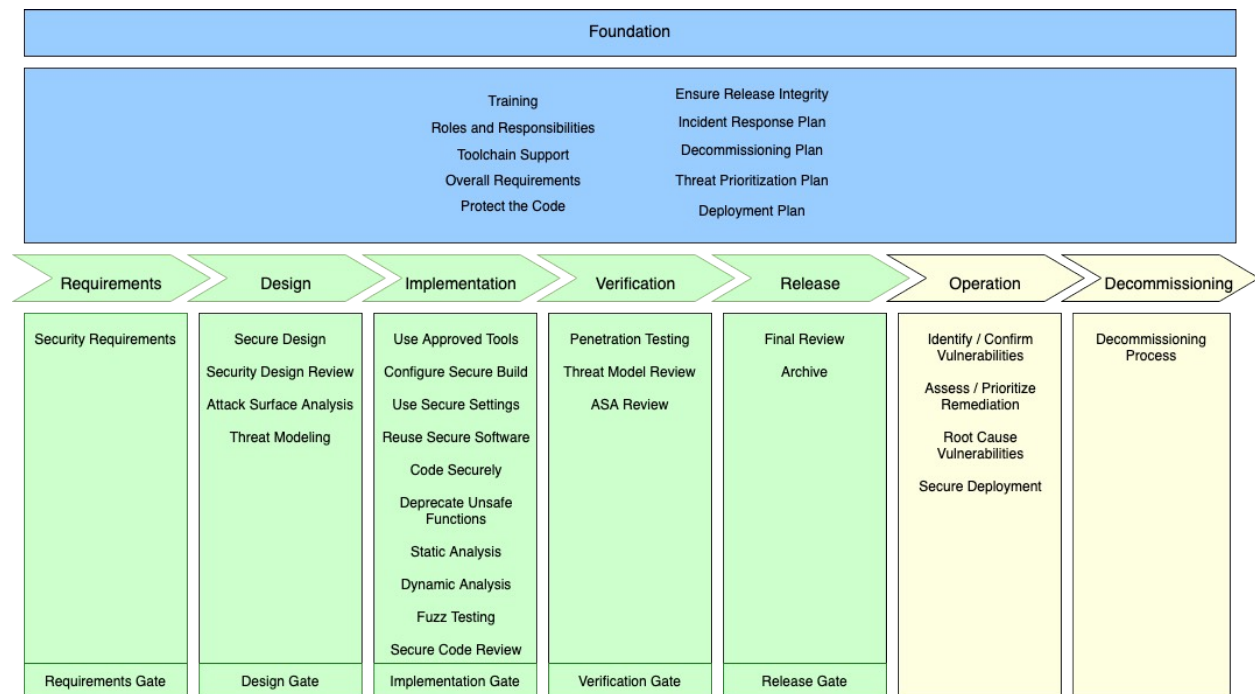 Foundation
Training
Roles and Responsibilities
Toolchain Support
Overall Requirements
Protect the Code
Ensure Release Integrity
Incident Response Plan
Decommissioning Plan
Threat Prioritization Plan
Deployment Plan
Requirements
Design
Implementation
Verification
Release
Operation
Decommissioning
Security Requirements
Requirements Gate
Secure Design
Security Design Review
Attack Surface Analysis
Threat Modeling
Design Gate
Use Approved Tools
Configure Secure Build
Use Secure Settings
Reuse Secure Software
Code Securely
Deprecate Unsafe
Functions
Static Analysis
Dynamic Analysis
Fuzz Testing
Secure Code Review
Implementation Gate
Penetration Testing
Threat Model Review
ASA Review
Verification Gate
Final Review
Archive
Release Gate
Identify / Confirm
Vulnerabilities
Assess / Prioritize
Remediation
Root Cause
Vulnerabilities
Secure Deployment
Decommissioning
Process